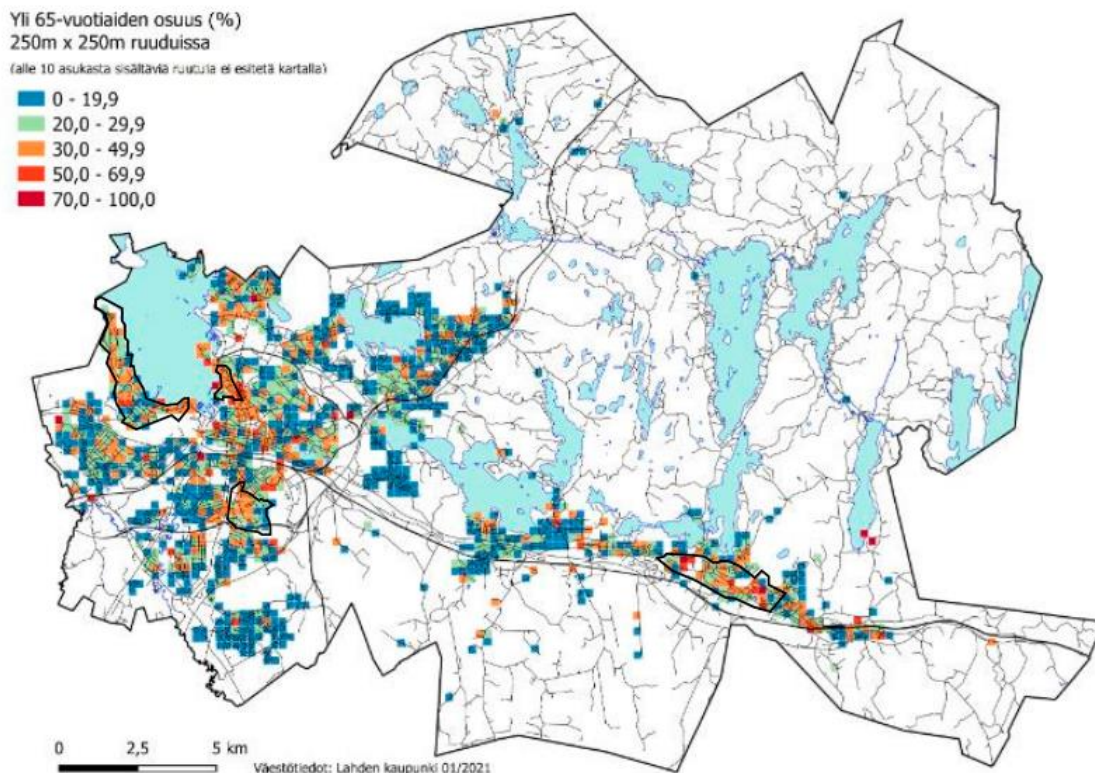 Yli 65-vuotiaiden osuus (%)
250m x 250m ruuduissa
(alle 10 asukasta sisältäviä ruutuja ei esitetä kartalla)
0 - 19,9
20,0 - 29,9
30,0 - 49,9
50,0 - 69,9
70,0 - 100,0
0 2,5 5 km
Väestötiedot: Lahden kaupunki 01/2021